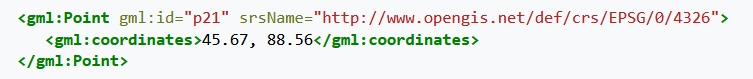 <gml:Point gml:id="p21" srsName="http://www.opengis.net/def/crs/EPSG/0/4326">
<gml:coordinates>45.67, 88.56</gml:coordinates>
</gml:Point>